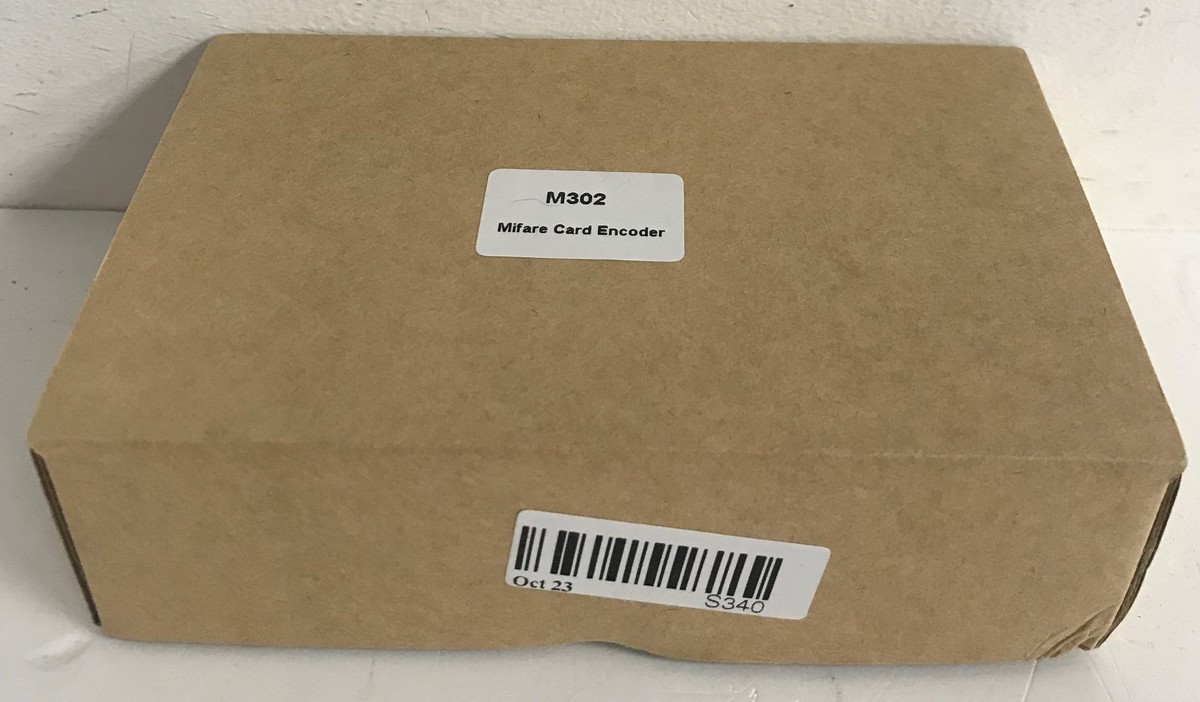 M302
Mifare Card Encoder
Oct 23
S340